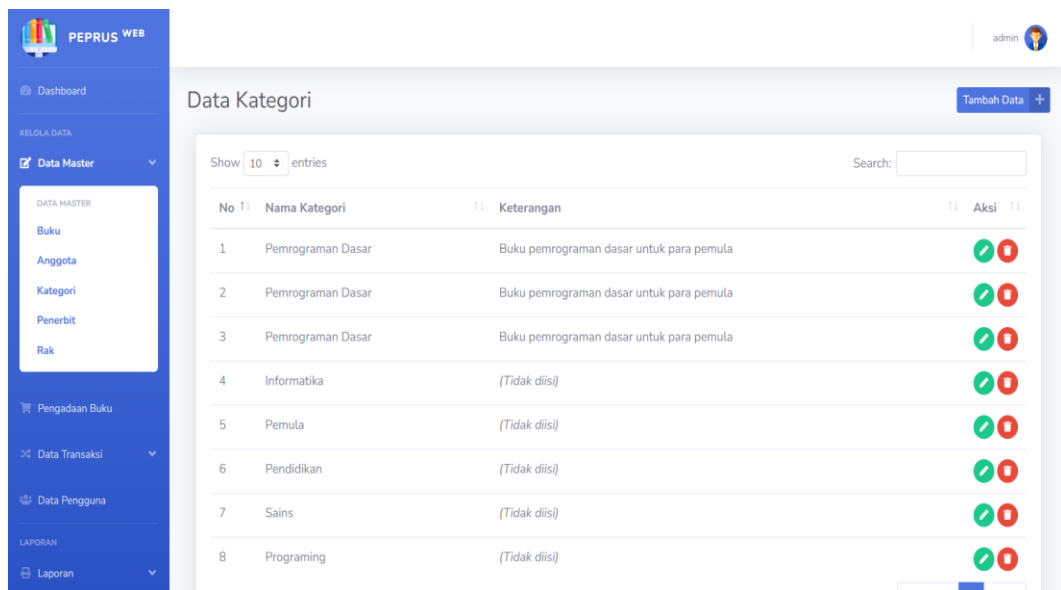 PEPRUS WEB
admin
Dashboard
KELOLA DATA
Data Master
DATA MASTER
Buku
Anggota
Kategori
Penerbit
Rak
Pengadaan Buku
Data Transaksi
Data Pengguna
LAPORAN
Laporan
Data Kategori
Tambah Data
Show 10 entries
Search:
No Nama Kategori Keterangan Aksi
1 Pemrograman Dasar Buku pemrograman dasar untuk para pemula
2 Pemrograman Dasar Buku pemrograman dasar untuk para pemula
3 Pemrograman Dasar Buku pemrograman dasar untuk para pemula
4 Informatika (Tidak diisi)
5 Pemula (Tidak diisi)
6 Pendidikan (Tidak diisi)
7 Sains (Tidak diisi)
8 Programing (Tidak diisi)